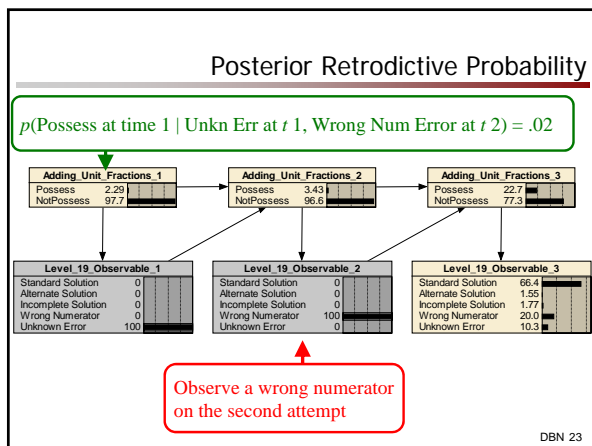 Posterior Retrodictive Probability
p(Possess at time 1 | Unkn Err at t 1, Wrong Num Error at t 2) = .02
Adding_Unit_Fractions_1
Possess 2.29
NotPossess 97.7
Adding_Unit_Fractions_2
Possess 3.43
NotPossess 96.6
Adding_Unit_Fractions_3
Possess 22.7
NotPossess 77.3
Level_19_Observable_1
Standard Solution 0
Alternate Solution 0
Incomplete Solution 0
Wrong Numerator 0
Unknown Error 100
Level_19_Observable_2
Standard Solution 0
Alternate Solution 0
Incomplete Solution 0
Wrong Numerator 100
Unknown Error 0
Level_19_Observable_3
Standard Solution 66.4
Alternate Solution 1.55
Incomplete Solution 1.77
Wrong Numerator 20.0
Unknown Error 10.3
Observe a wrong numerator
on the second attempt
DBN 23